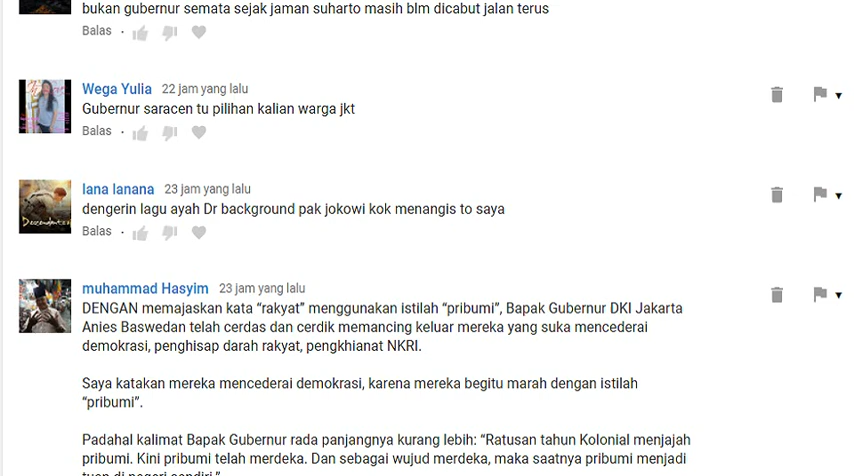 bukan gubernur semata sejak jaman suharto masih blm dicabut jalan terus
Balas
Wega Yulia 22 jam yang lalu
Gubernur saracen tu pilihan kalian warga jkt
Balas
lana lanana 23 jam yang lalu
dengerin lagu ayah Dr background pak jokowi kok menangis to saya
Balas
muhammad Hasyim 23 jam yang lalu
DENGAN memajaskan kata “rakyat” menggunakan istilah “pribumi”, Bapak Gubernur DKI Jakarta
Anies Baswedan telah cerdas dan cerdik memancing keluar mereka yang suka mencederai
demokrasi, penghisap darah rakyat, pengkhianat NKRI.
Saya katakan mereka mencederai demokrasi, karena mereka begitu marah dengan istilah
“pribumi”.
Padahal kalimat Bapak Gubernur rada panjangnya kurang lebih: “Ratusan tahun Kolonial menjajah
pribumi. Kini pribumi telah merdeka. Dan sebagai wujud merdeka, maka saatnya pribumi menjadi
tuan di negeri sendiri.”